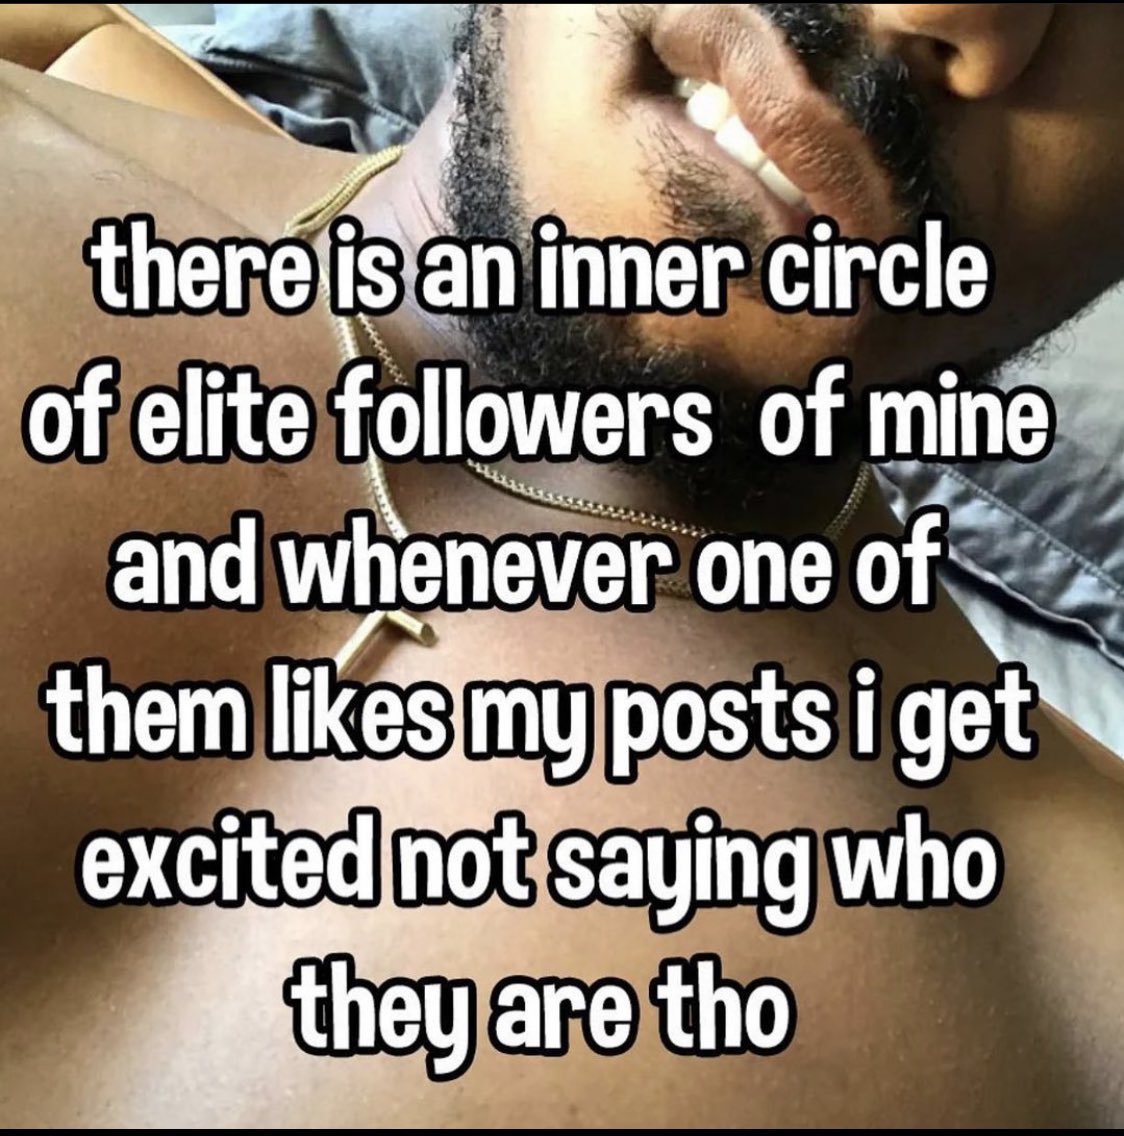 there is an inner circle
of elite followers of mine
and whenever one of
them likes my posts i get
excited not saying who
they are tho